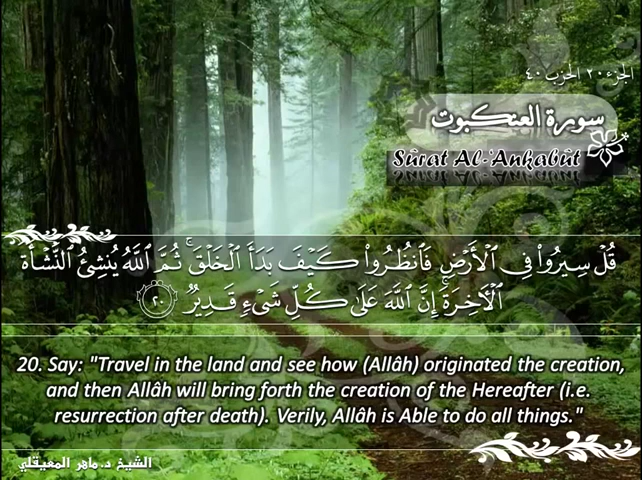 الجزء ٢٠ الحزب ٤٠
سورة العنكبوت
Sûrat Al-'Ankabût
قُلْ سِيرُوا۟ فِى ٱلْأَرْضِ فَٱنظُرُوا۟ كَيْفَ بَدَأَ ٱلْخَلْقَ ۚ ثُمَّ ٱللَّهُ يُنشِئُ ٱلنَّشْأَةَ
ٱلْـَٔاخِرَةَ ۚ إِنَّ ٱللَّهَ عَلَىٰ كُلِّ شَىْءٍ قَدِيرٌ ٢٠
20. Say: "Travel in the land and see how (Allâh) originated the creation,
and then Allâh will bring forth the creation of the Hereafter (i.e.
resurrection after death). Verily, Allâh is Able to do all things."
الشيخ د. ماهر المعيقلي